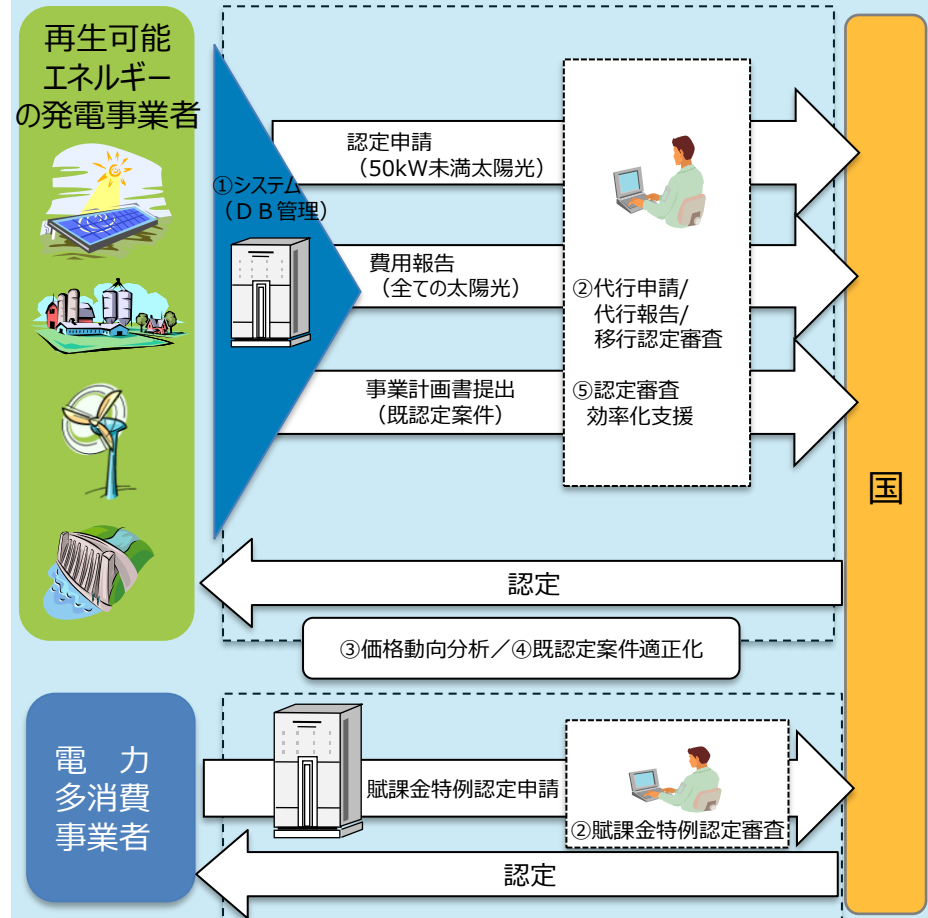 再生可能
エネルギー
の発電事業者
①システム
（ＤＢ管理）
認定申請
（50kW未満太陽光）
費用報告
（全ての太陽光）
事業計画書提出
（既認定案件）
②代行申請/
代行報告/
移行認定審査
⑤認定審査
効率化支援
国
認定
③価格動向分析／④既認定案件適正化
電　力
多消費
事業者
賦課金特例認定申請
②賦課金特例認定審査
認定